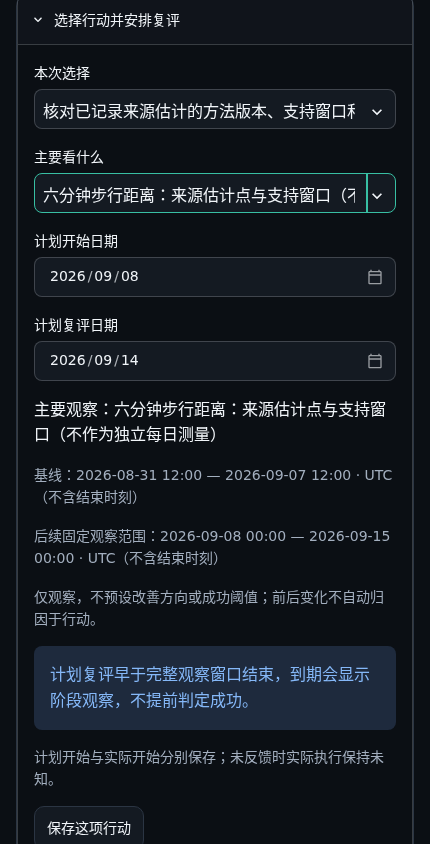 选择行动并安排复评
本次选择
核对已记录来源估计的方法版本、支持窗口和
主要看什么
六分钟步行距离：来源估计点与支持窗口（不
计划开始日期
2026/09/08
计划复评日期
2026/09/14
主要观察：六分钟步行距离：来源估计点与支持窗
口（不作为独立每日测量）
基线：2026-08-31 12:00 — 2026-09-07 12:00 · UTC
（不含结束时刻）
后续固定观察范围：2026-09-08 00:00 — 2026-09-15
00:00 · UTC（不含结束时刻）
仅观察，不预设改善方向或成功阈值；前后变化不自动归
因于行动。
计划复评早于完整观察窗口结束，到期会显示
阶段观察，不提前判定成功。
计划开始与实际开始分别保存；未反馈时实际执行保持未
知。
保存这项行动